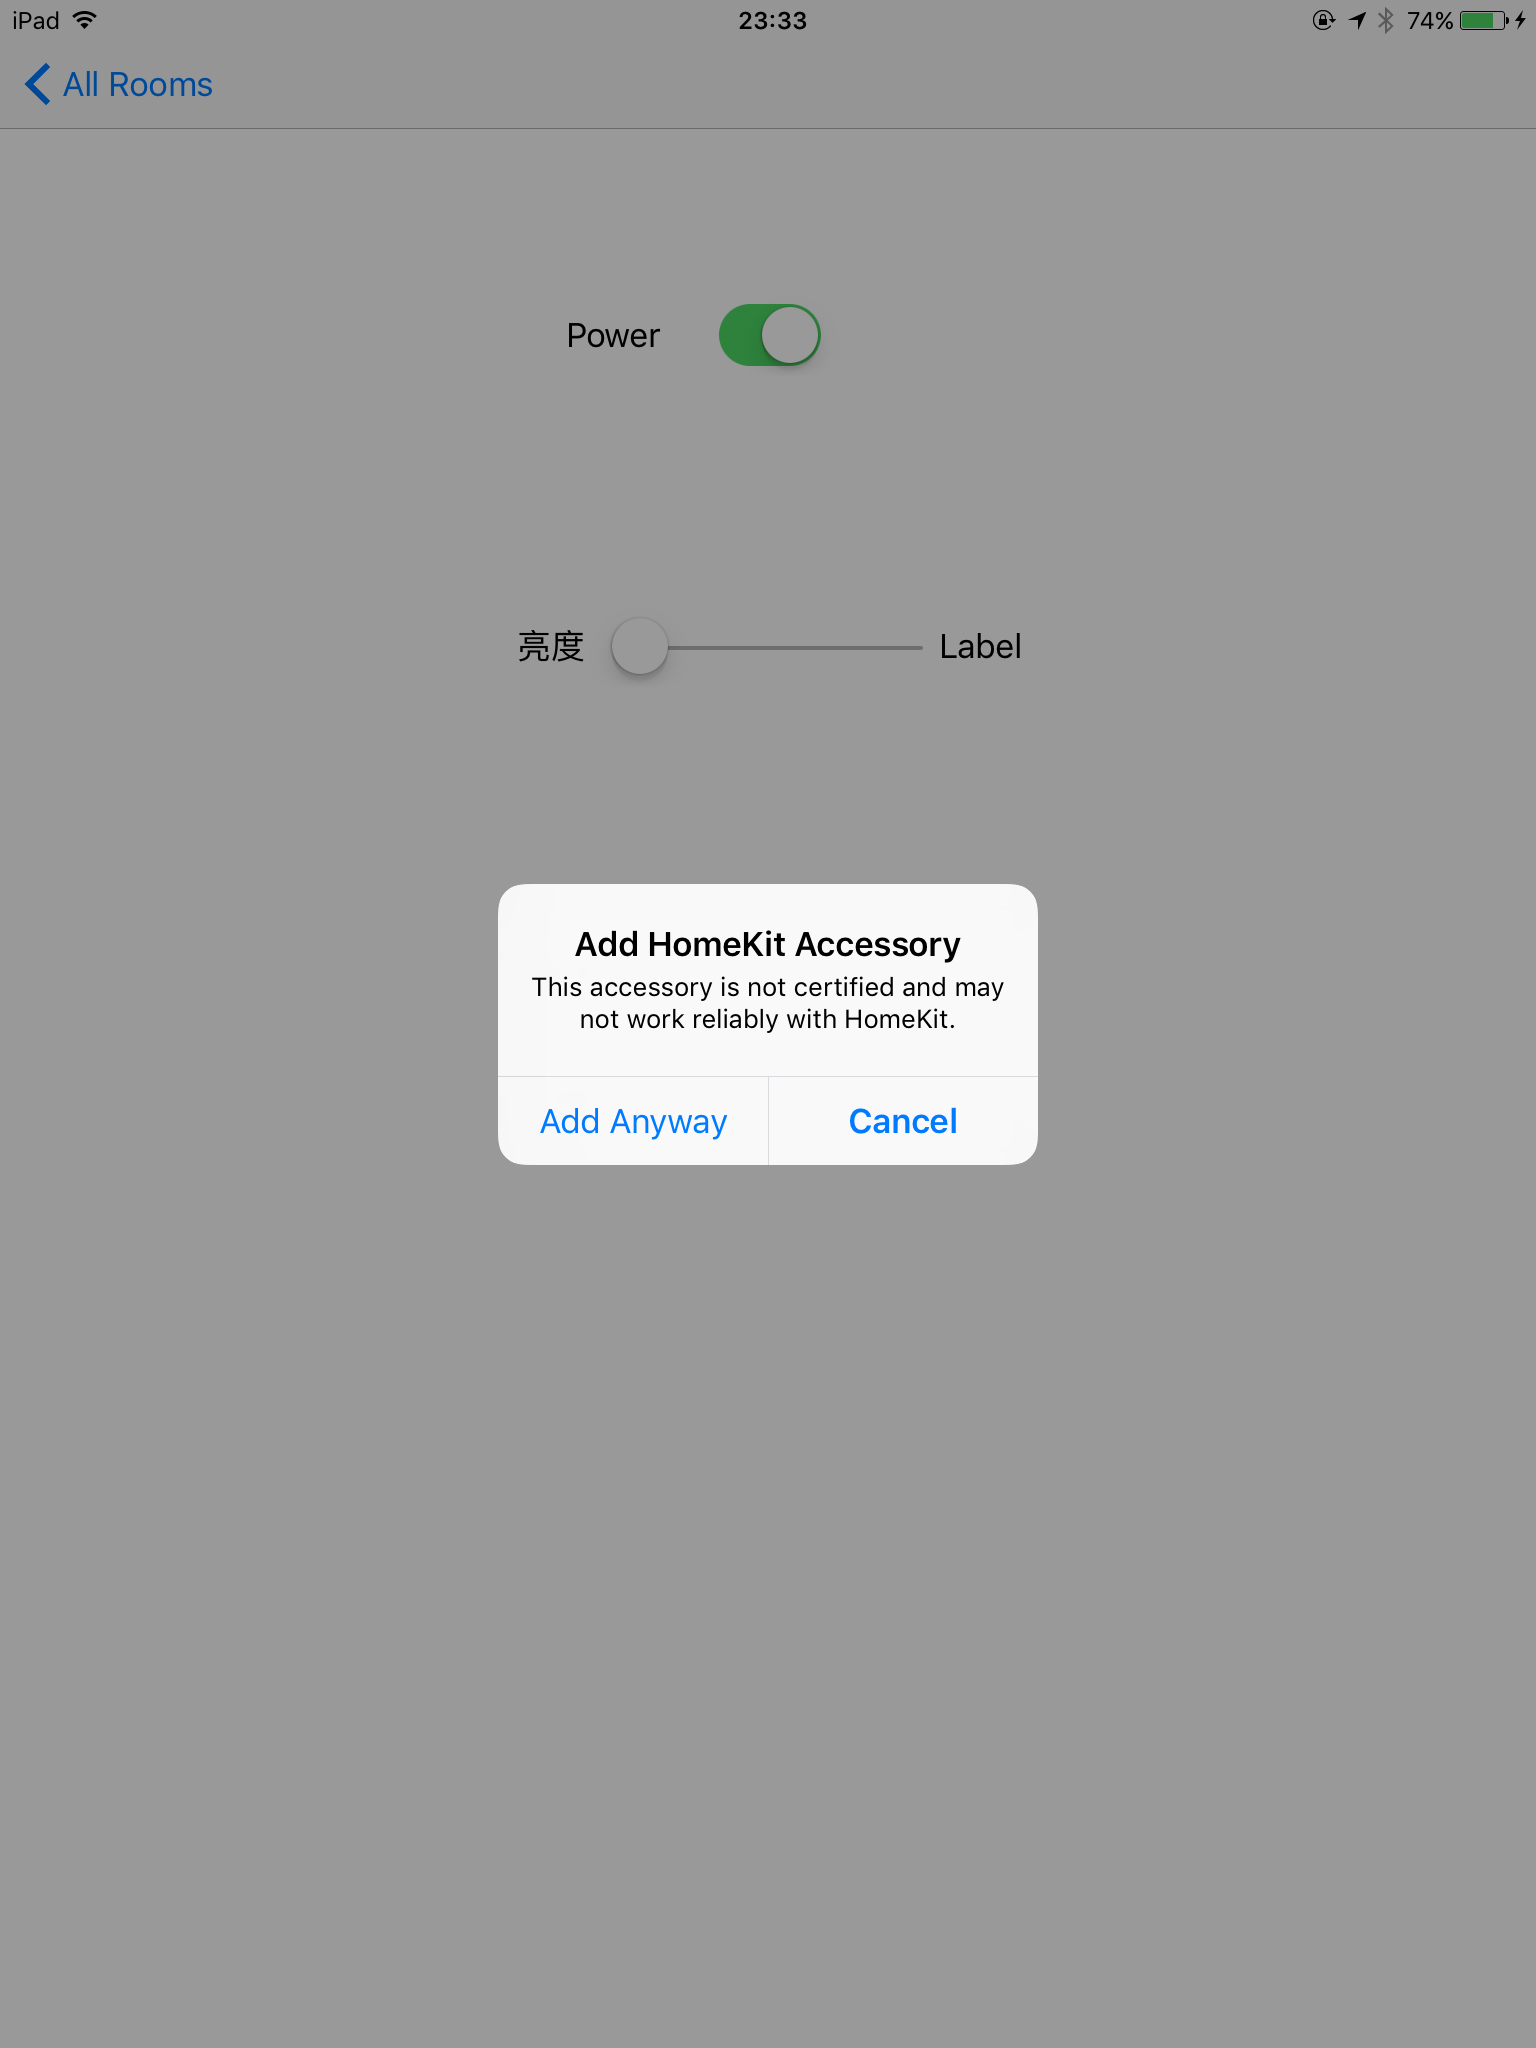 iPad
23:33
74%
All Rooms
Power
亮度
Label
Add HomeKit Accessory
This accessory is not certified and may
not work reliably with HomeKit.
Add Anyway
Cancel